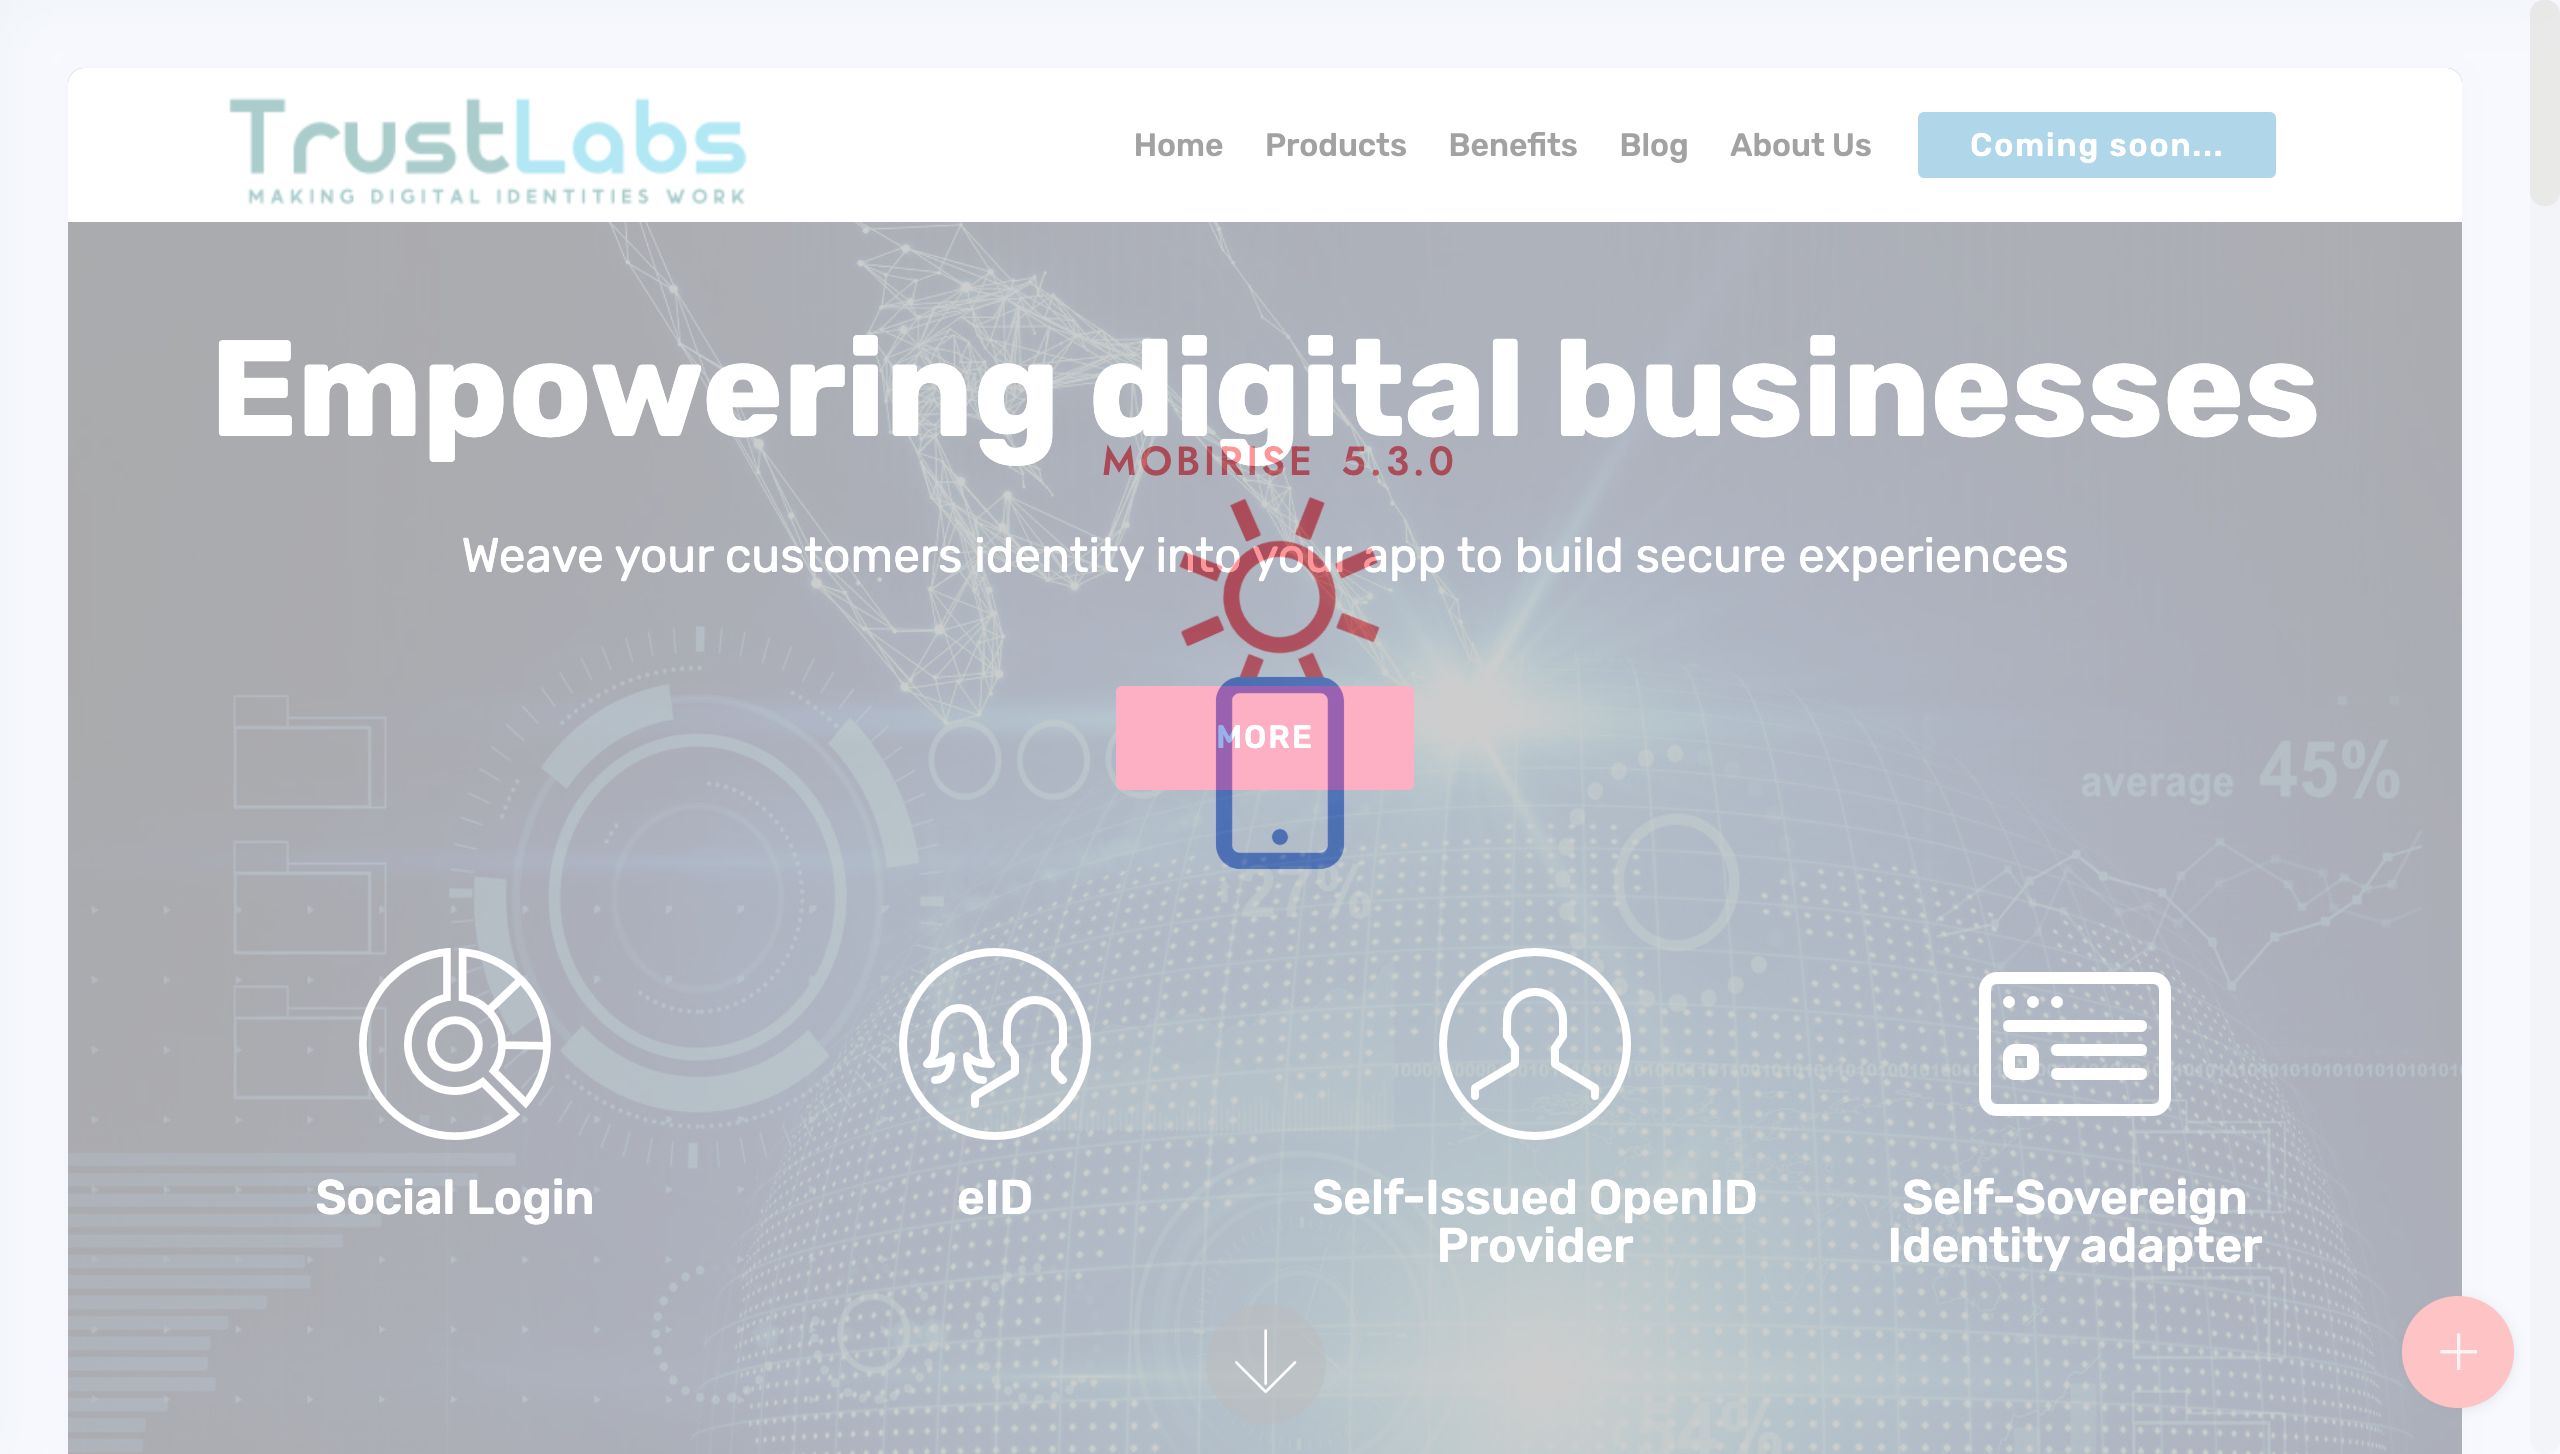 TrustLabs
MAKING DIGITAL IDENTITIES WORK
Home Products Benefits Blog About Us Coming soon...
Empowering digital businesses
MOBIRISE 5.3.0
Weave your customers identity into your app to build secure experiences
MORE
average 45%
27%
Social Login
eID
Self-Issued OpenID
Provider
Self-Sovereign
Identity adapter
54%